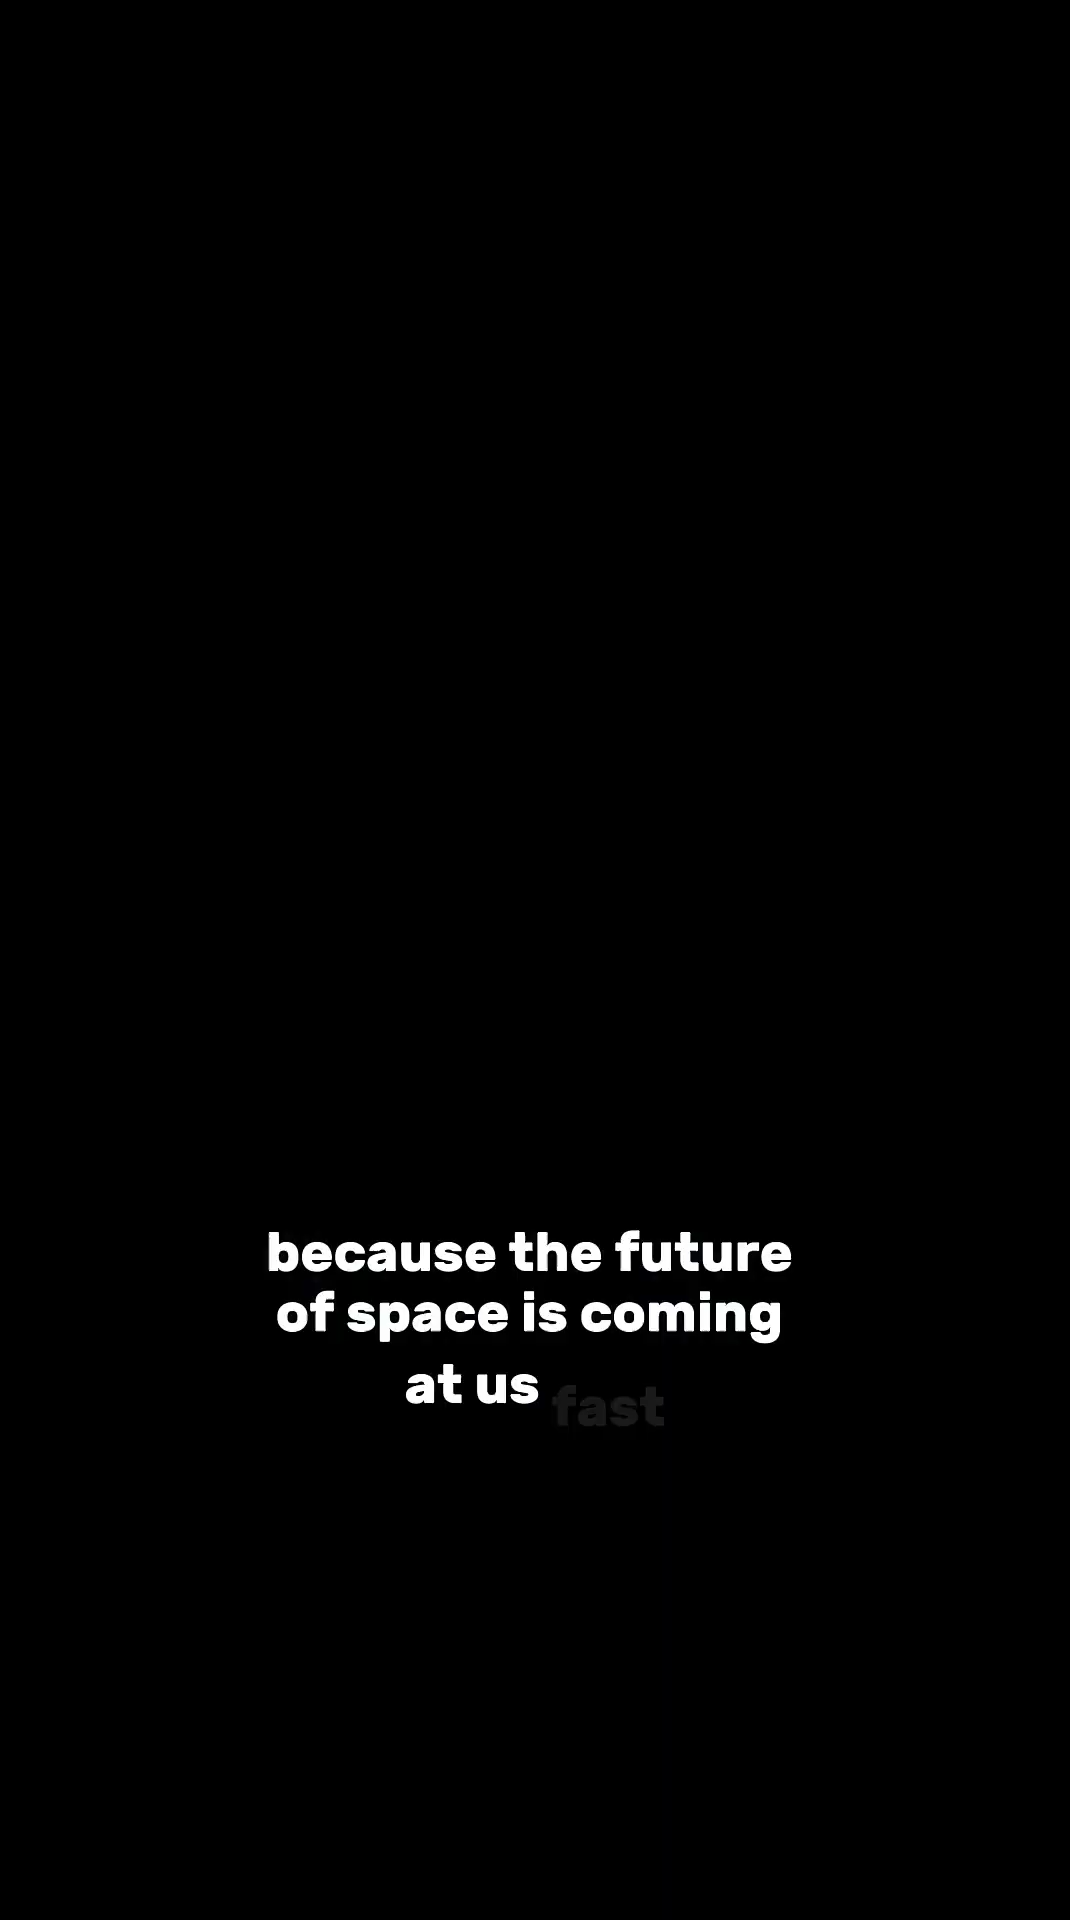 because the future
of space is coming
at us fast